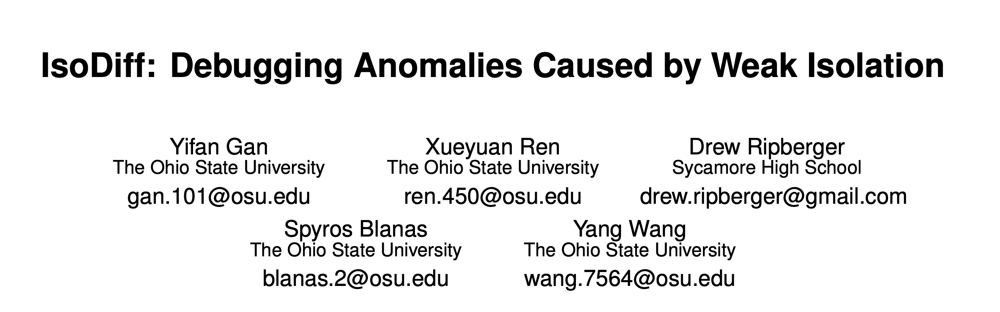 IsoDiff: Debugging Anomalies Caused by Weak Isolation
Yifan Gan
The Ohio State University
gan.101@osu.edu
Xueyuan Ren
The Ohio State University
ren.450@osu.edu
Drew Ripberger
Sycamore High School
drew.ripberger@gmail.com
Spyros Blanas
The Ohio State University
blanas.2@osu.edu
Yang Wang
The Ohio State University
wang.7564@osu.edu